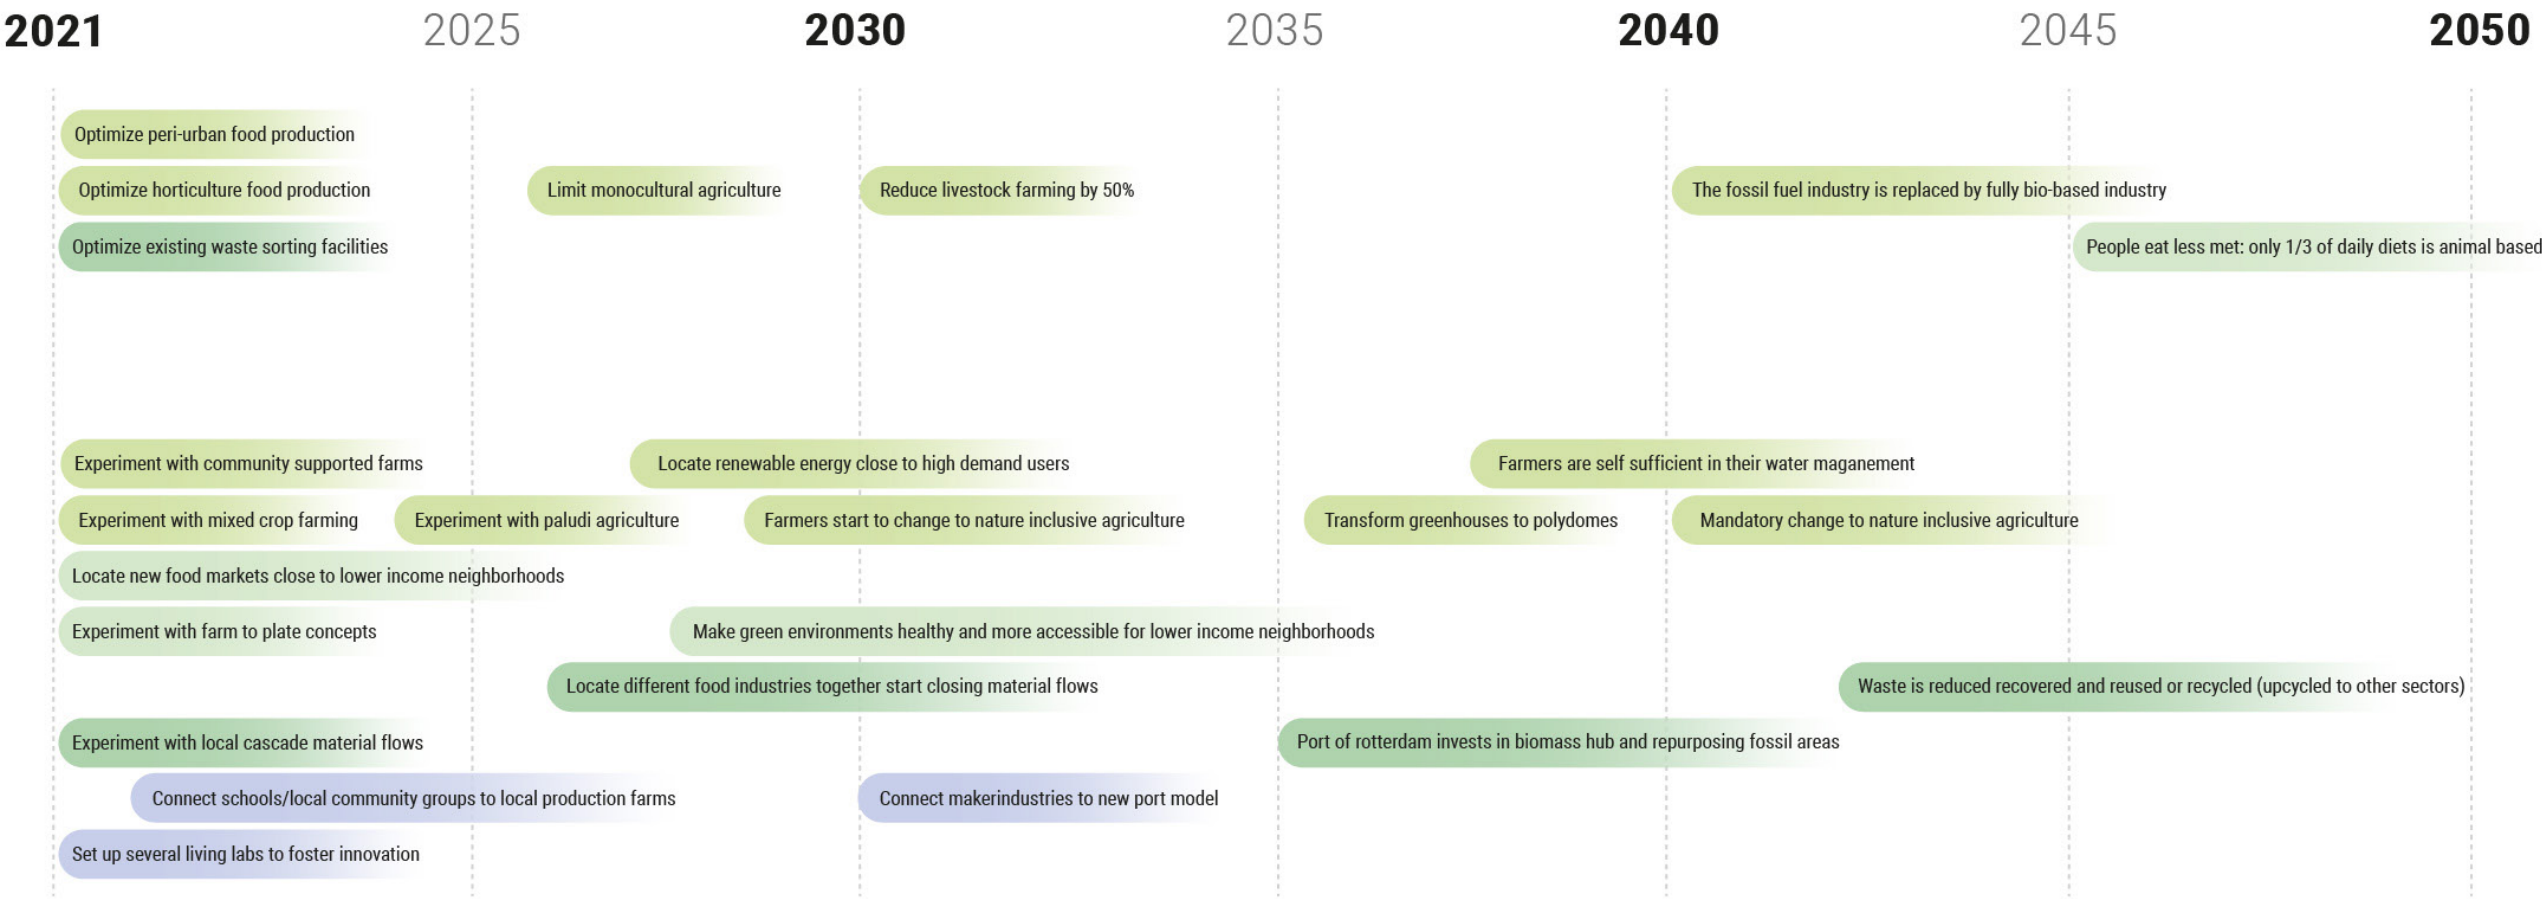 2021 2025 2030 2035 2040 2045 2050
Optimize peri-urban food production
Optimize horticulture food production Limit monocultural agriculture Reduce livestock farming by 50% The fossil fuel industry is replaced by fully bio-based industry
Optimize existing waste sorting facilities People eat less met: only 1/3 of daily diets is animal based
Experiment with community supported farms Locate renewable energy close to high demand users Farmers are self sufficient in their water maganement
Experiment with mixed crop farming Experiment with paludi agriculture Farmers start to change to nature inclusive agriculture Transform greenhouses to polydomes Mandatory change to nature inclusive agriculture
Locate new food markets close to lower income neighborhoods
Experiment with farm to plate concepts Make green environments healthy and more accessible for lower income neighborhoods
Locate different food industries together start closing material flows Waste is reduced recovered and reused or recycled (upcycled to other sectors)
Experiment with local cascade material flows Port of rotterdam invests in biomass hub and repurposing fossil areas
Connect schools/local community groups to local production farms Connect makerindustries to new port model
Set up several living labs to foster innovation